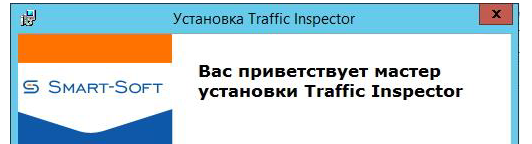 Установка Traffic Inspector
x
SMART-SOFT
Вас приветствует мастер
установки Traffic Inspector